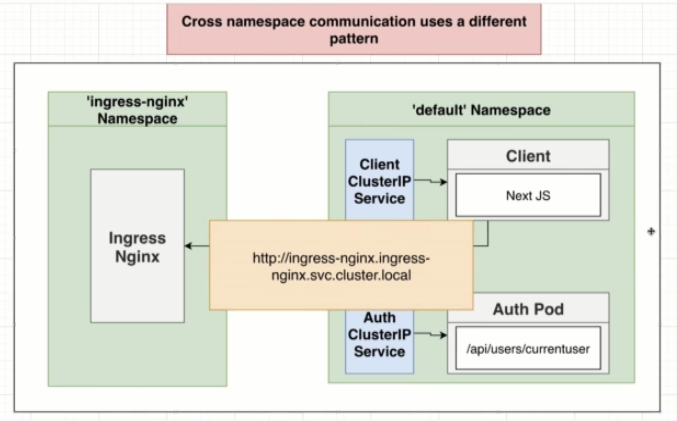 Cross namespace communication uses a different
pattern
'ingress-nginx'
Namespace
'default' Namespace
Ingress
Nginx
Client
ClusterIP
Service
Client
Next JS
http://ingress-nginx.ingress-
nginx.svc.cluster.local
Auth
ClusterIP
Service
Auth Pod
/api/users/currentuser